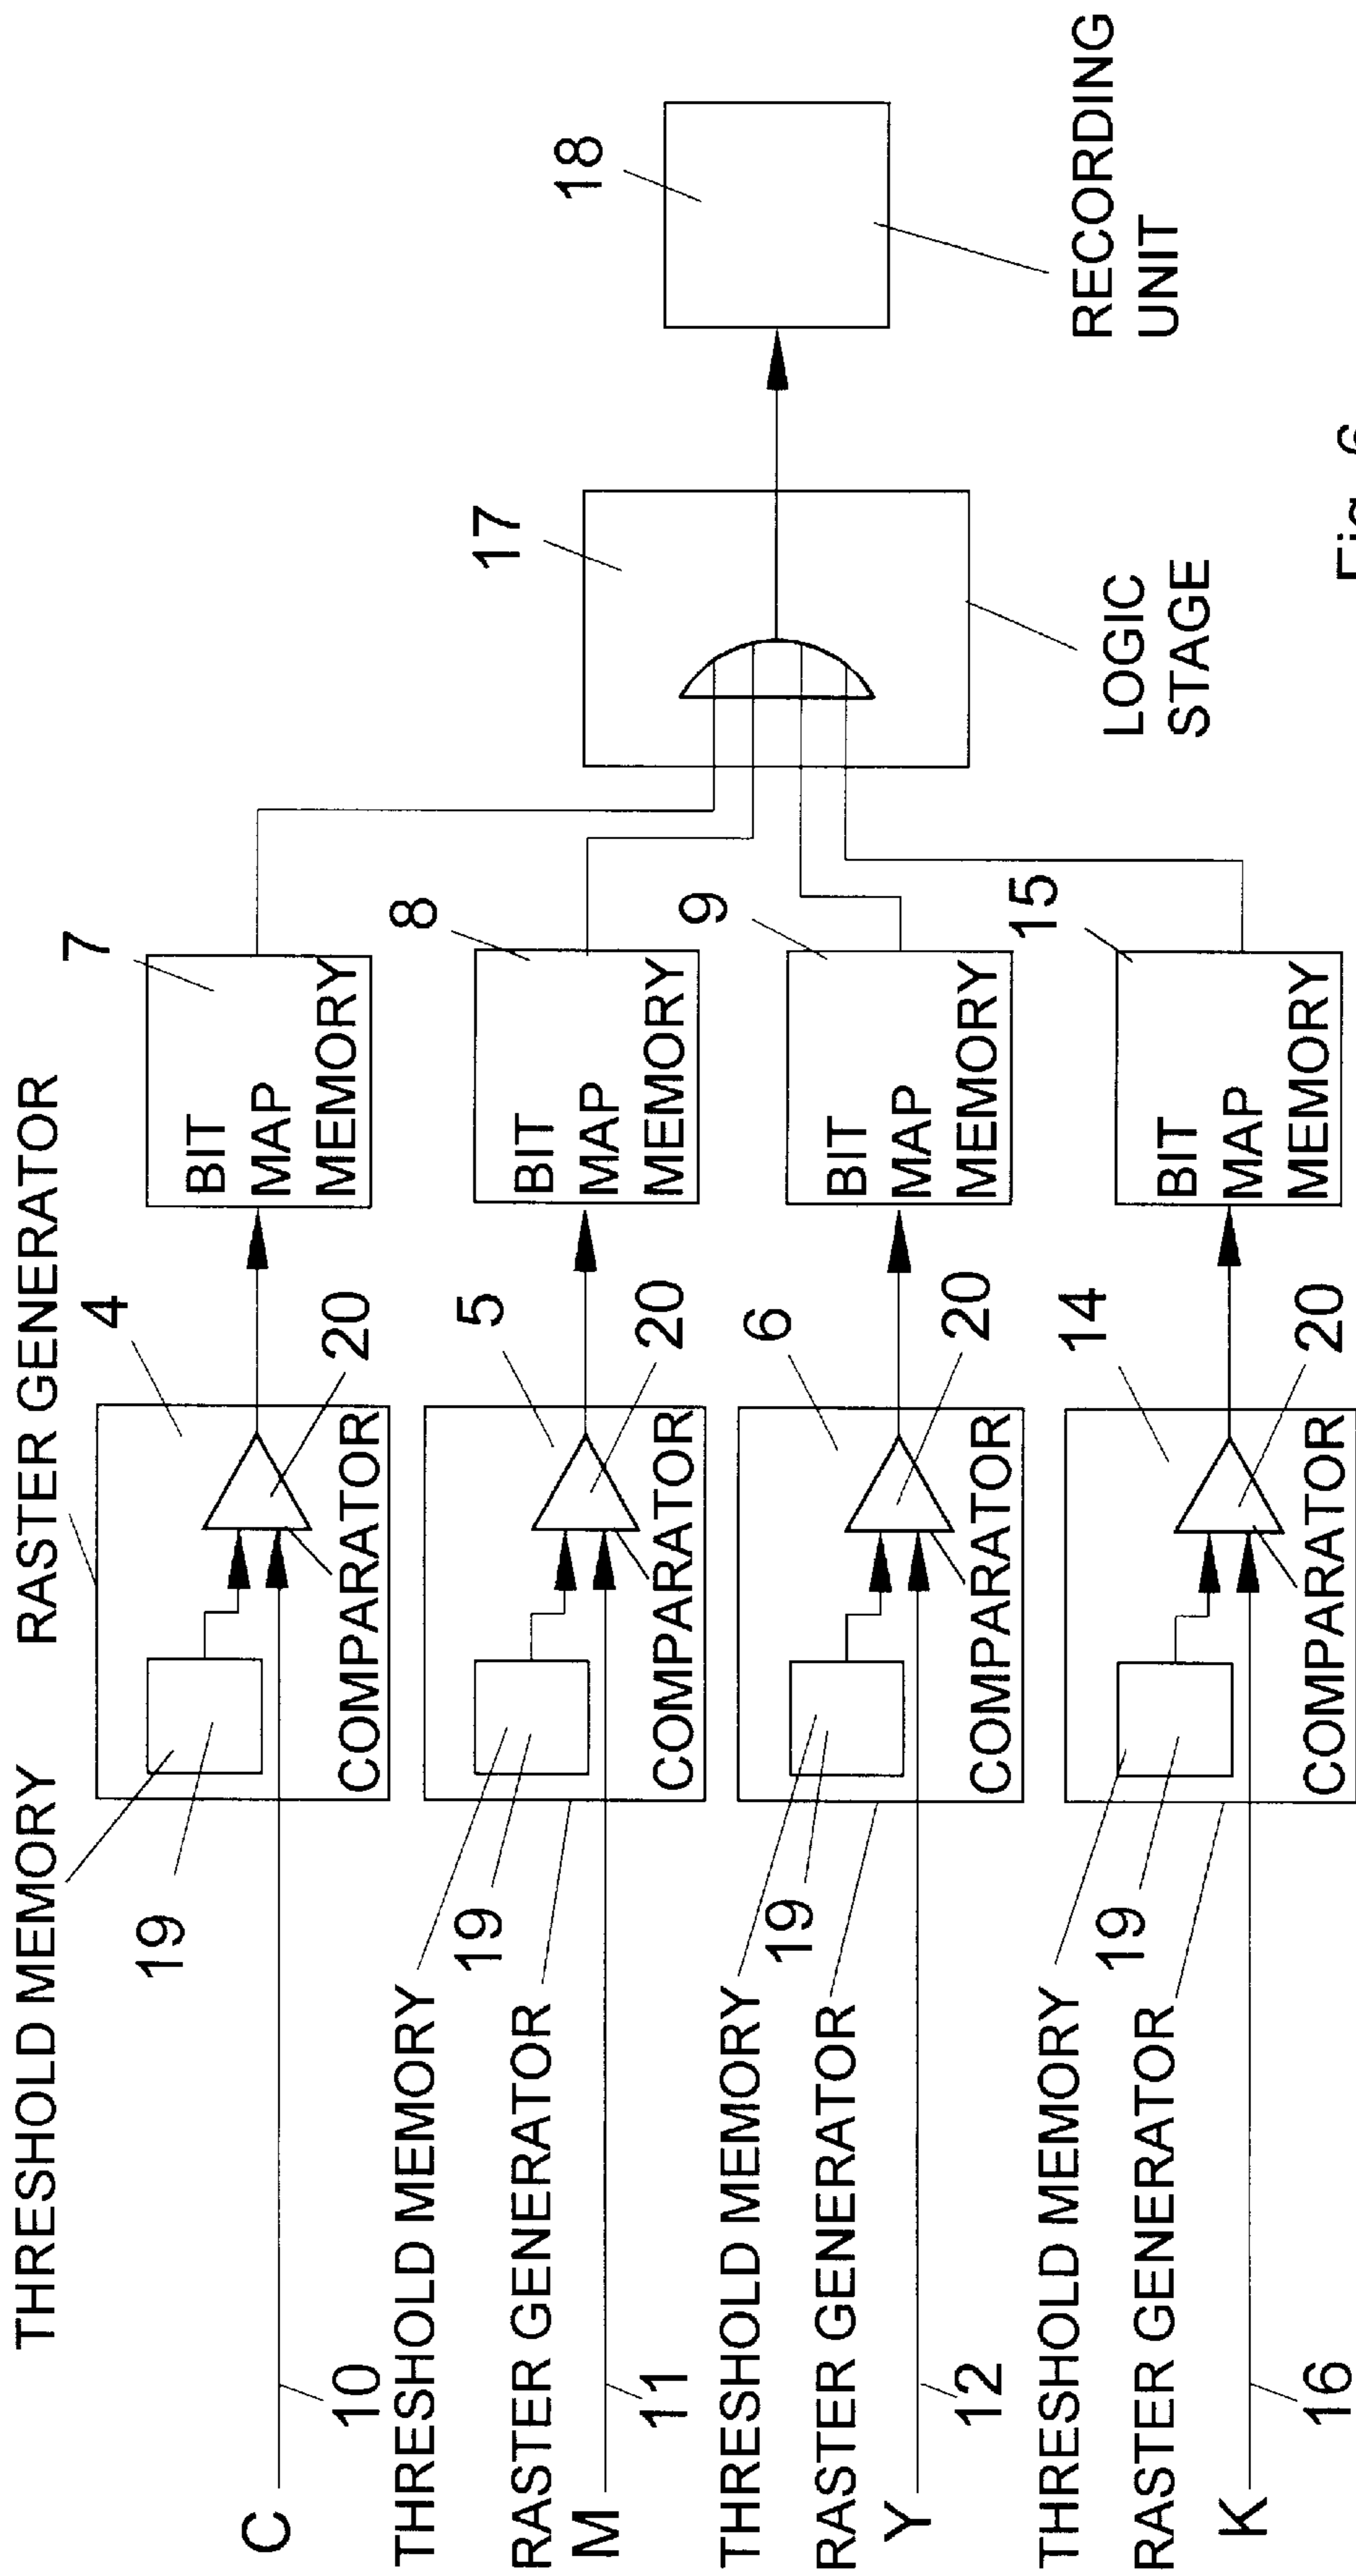 THRESHOLD MEMORY
RASTER GENERATOR
4
7
20
19
COMPARATOR
BIT
MAP
MEMORY
C
10
THRESHOLD MEMORY
5
8
20
19
COMPARATOR
BIT
MAP
MEMORY
RASTER GENERATOR
M
11
THRESHOLD MEMORY
6
9
20
19
COMPARATOR
BIT
MAP
MEMORY
RASTER GENERATOR
Y
12
THRESHOLD MEMORY
14
15
20
19
COMPARATOR
BIT
MAP
MEMORY
RASTER GENERATOR
K
16
17
LOGIC
STAGE
18
RECORDING
UNIT
Fig. 6